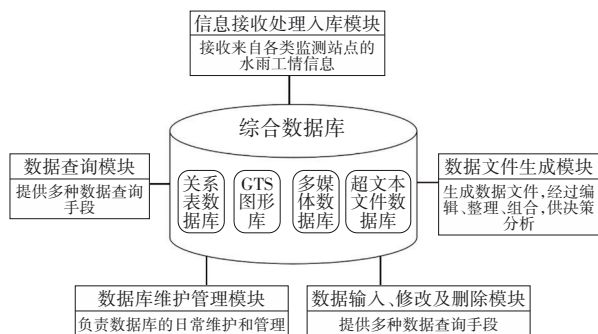 信息接收处理入库模块
接收来自各类监测站点的
水雨工情信息
综合数据库
数据查询模块
提供多种数据查询
手段
关系
表数
据库
GTS
图形
库
多媒
体数
据库
超文本
文件数
据库
数据文件生成模块
生成数据文件,经过编
辑、整理、组合,供决策
分析
数据库维护管理模块
负责数据库的日常维护和管理
数据输入、修改及删除模块
提供多种数据查询手段